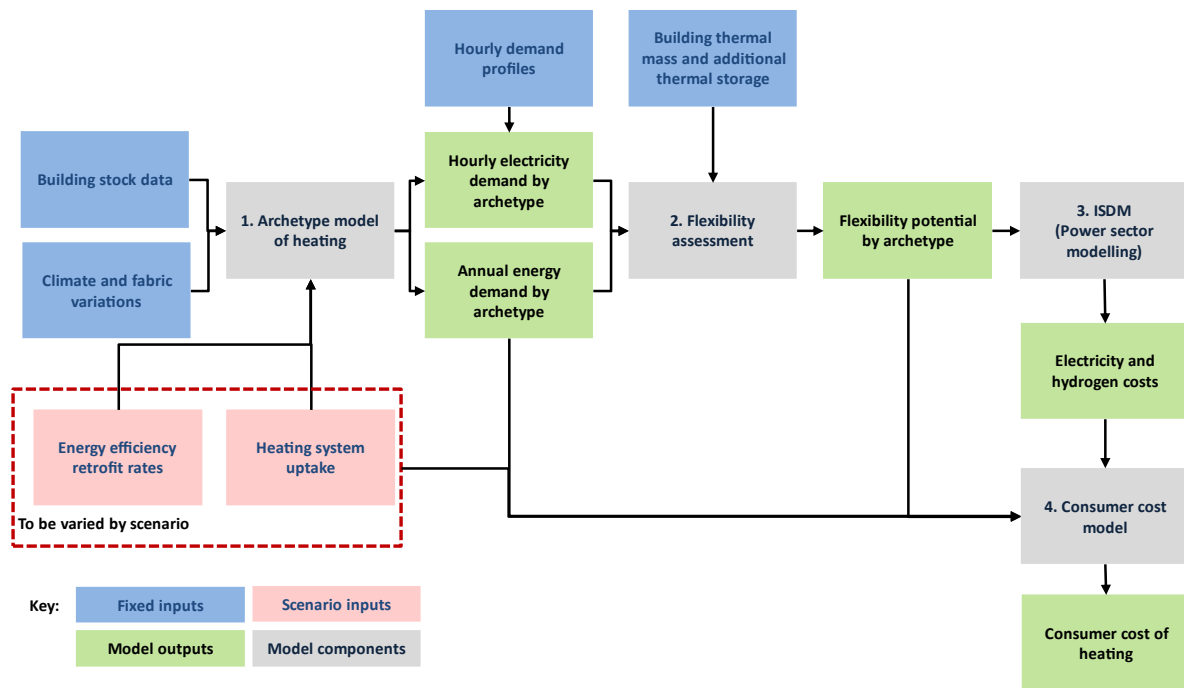 Hourly demand
profiles
Building thermal
mass and additional
thermal storage
Building stock data
Climate and fabric
variations
1. Archetype model
of heating
Hourly electricity
demand by
archetype
Annual energy
demand by
archetype
2. Flexibility
assessment
Flexibility potential
by archetype
3. ISDM
(Power sector
modelling)
Electricity and
hydrogen costs
Energy efficiency
retrofit rates
Heating system
uptake
To be varied by scenario
4. Consumer cost
model
Consumer cost of
heating
Key:
Fixed inputs
Scenario inputs
Model outputs
Model components